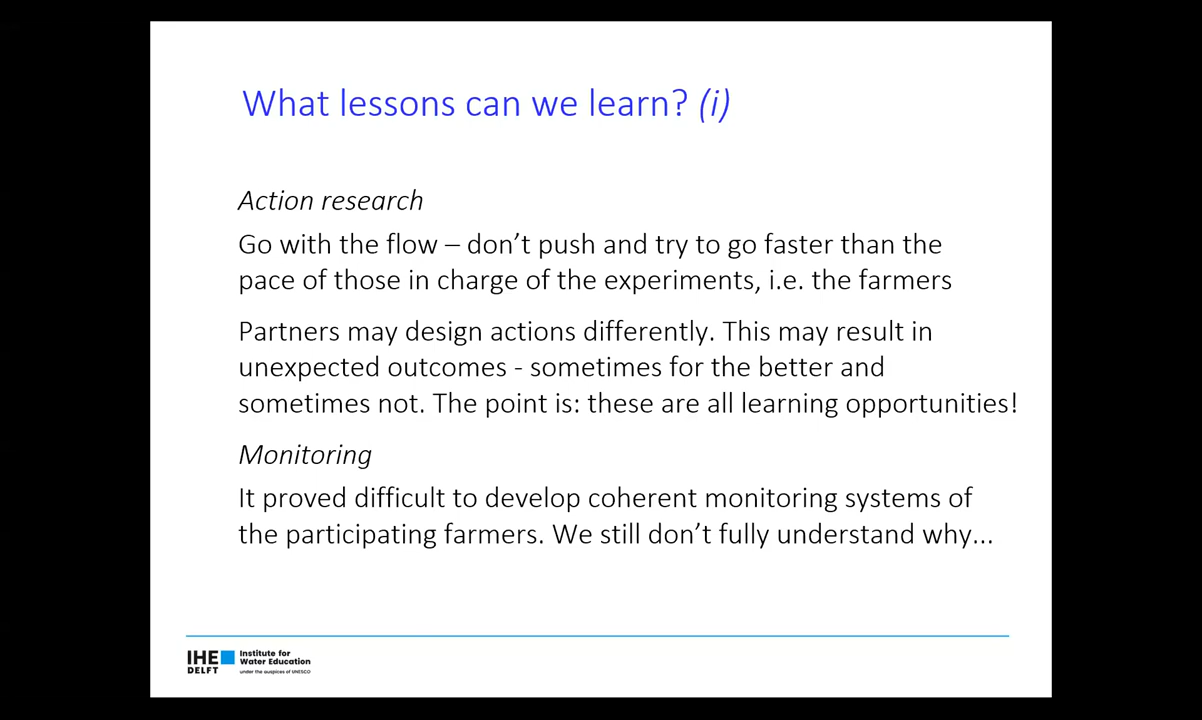 What lessons can we learn? (i)
Action research
Go with the flow – don’t push and try to go faster than the
pace of those in charge of the experiments, i.e. the farmers
Partners may design actions differently. This may result in
unexpected outcomes - sometimes for the better and
sometimes not. The point is: these are all learning opportunities!
Monitoring
It proved difficult to develop coherent monitoring systems of
the participating farmers. We still don’t fully understand why...
IHE
DELFT
Institute for
Water Education
under the auspices of UNESCO